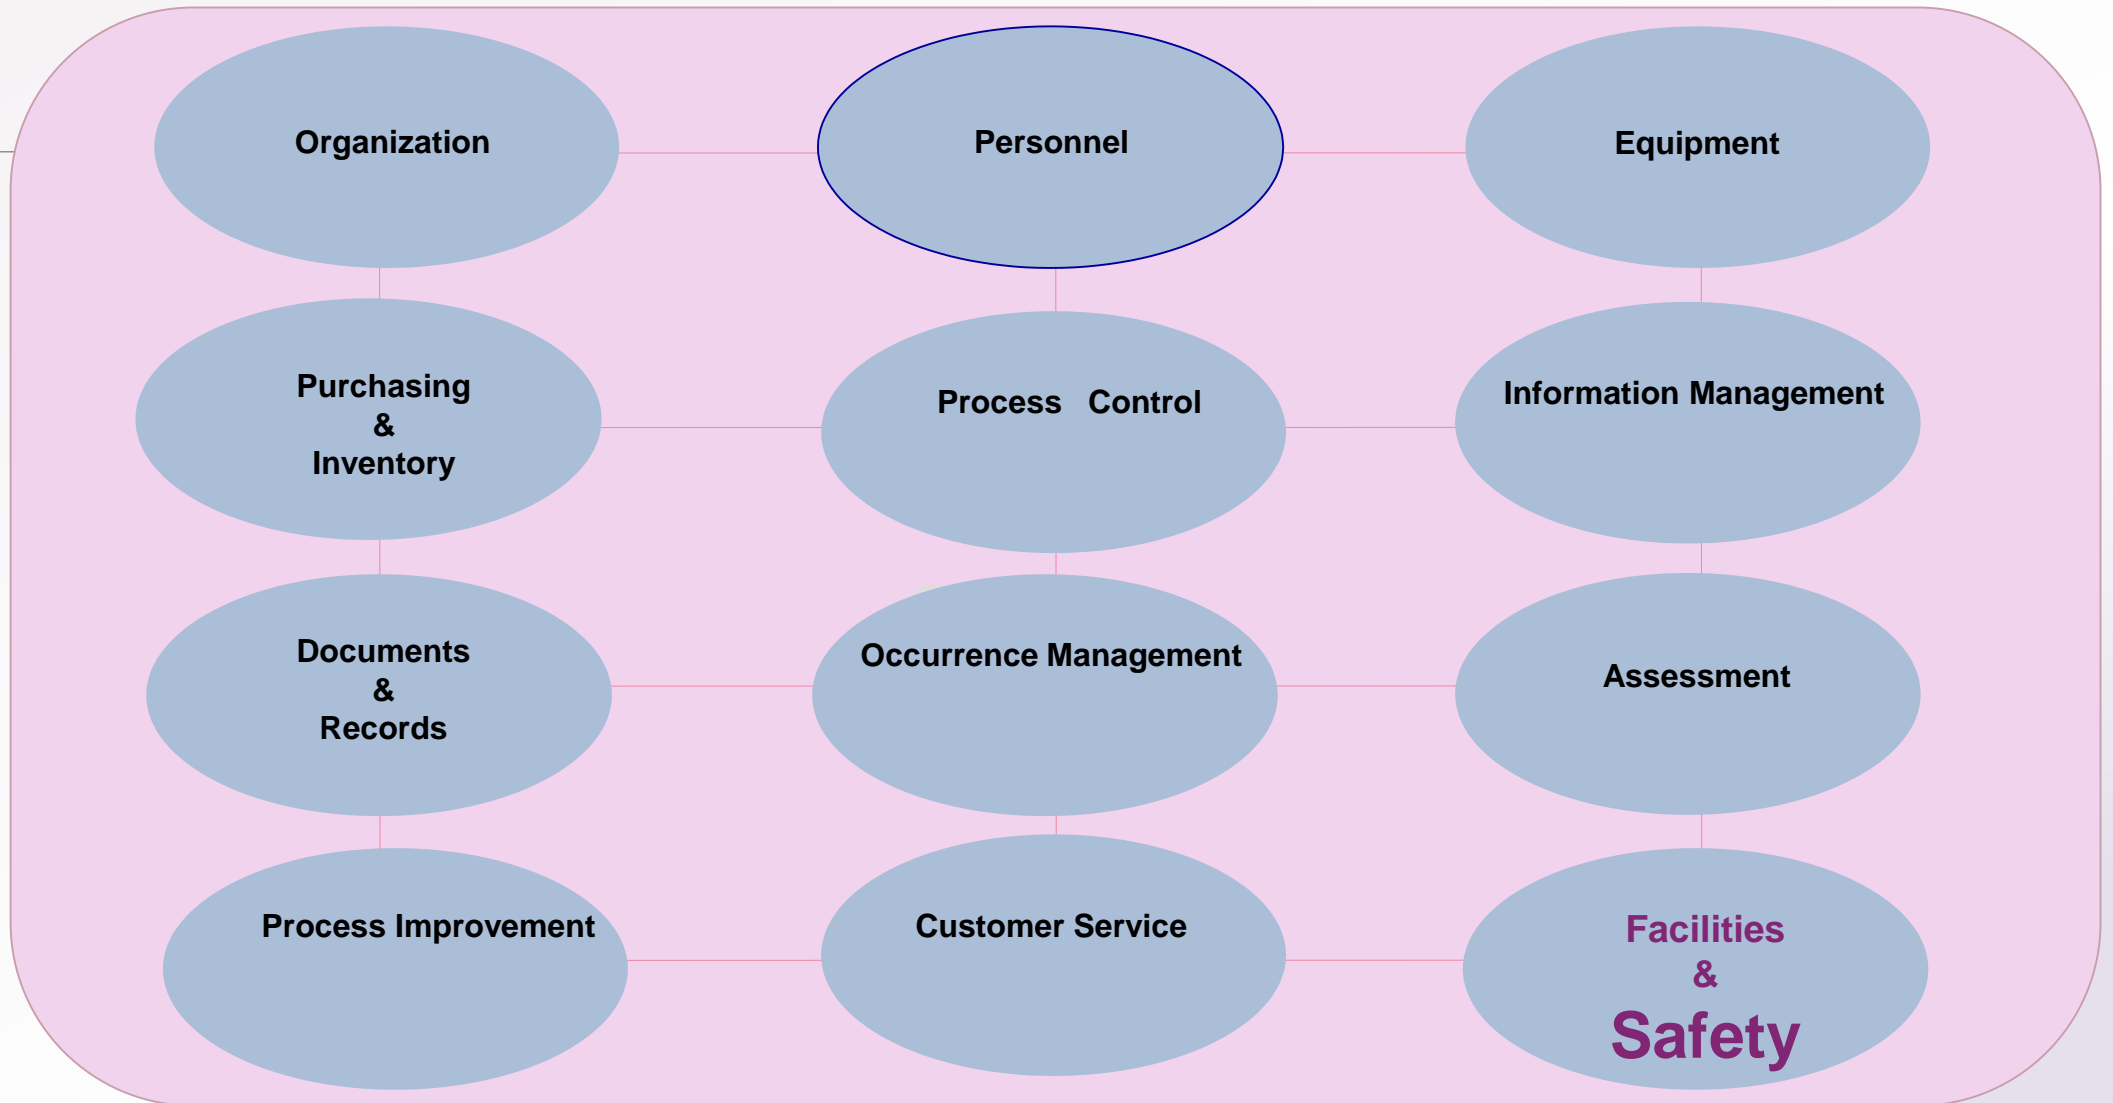 Organization
Personnel
Equipment
Purchasing
&
Inventory
Process Control
Information Management
Documents
&
Records
Occurrence Management
Assessment
Process Improvement
Customer Service
Facilities
&
Safety